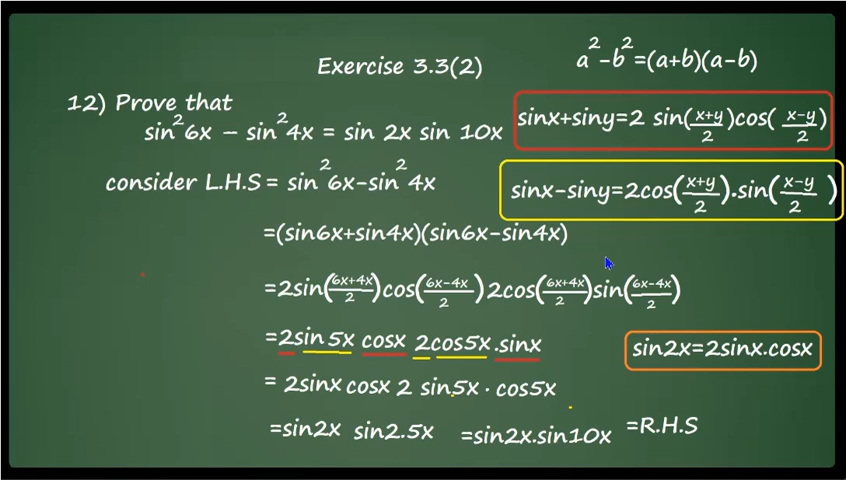 Exercise 3.3(2)
a²-b²=(a+b)(a-b)
12) Prove that
sin²6x - sin²4x = sin 2x sin 10x
sinx+siny=2 sin(x+y/2)cos( x-y/2)
consider L.H.S = sin²6x-sin²4x
sinx-siny=2cos(x+y/2).sin(x-y/2 )
=(sin6x+sin4x)(sin6x-sin4x)
=2sin(6x+4x/2)cos(6x-4x/2)2cos(6x+4x/2)sin(6x-4x/2)
=2sin5x cosx 2cos5x.sinx
sin2x=2sinx.cosx
= 2sinx cosx 2 sin5x · cos5x
=sin2x sin2.5x =sin2x.sin10x =R.H.S